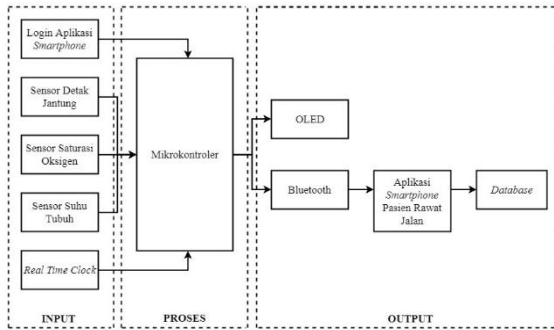 Login Aplikasi
Smartphone
Sensor Detak
Jantung
Sensor Saturasi
Oksigen
Sensor Suhu
Tubuh
Real Time Clock
INPUT
Mikrokontroler
PROSES
OLED
Bluetooth
Aplikasi
Smartphone
Pasien Rawat
Jalan
Database
OUTPUT